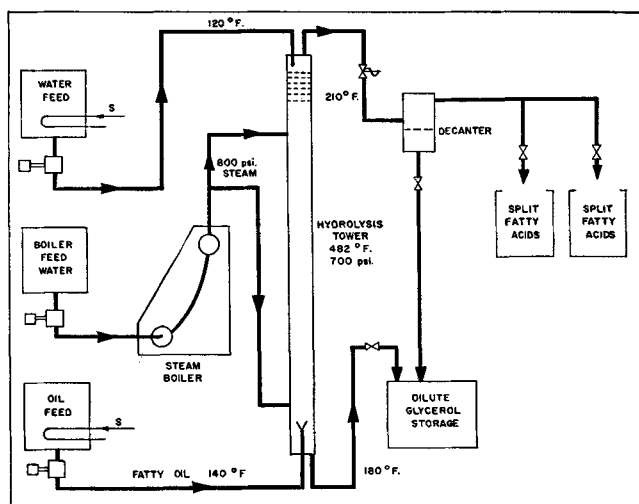 120° F.
WATER
FEED
S
210° F.
DECANTER
800 psi.
STEAM
SPLIT
FATTY
ACIDS
SPLIT
FATTY
ACIDS
HYDROLYSIS
TOWER
482 °F.
700 psi.
BOILER
FEED
WATER
STEAM
BOILER
OIL
FEED
S
DILUTE
GLYCEROL
STORAGE
FATTY OIL 140 °F
180° F.